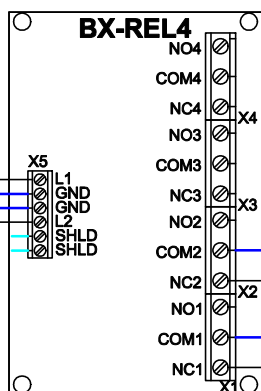 BX-REL4
NO4
COM4
NC4
X4
NO3
COM3
NC3
X3
NO2
COM2
NC2
X2
NO1
COM1
NC1
X1
X5
L1
GND
GND
L2
SHLD
SHLD